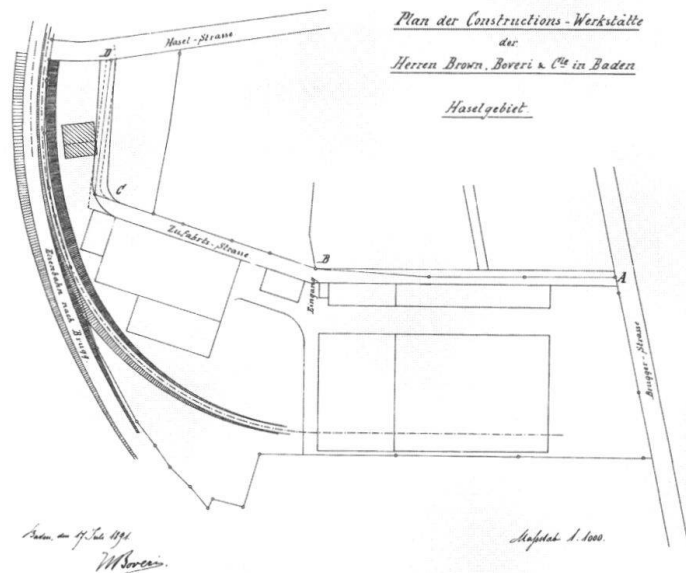 Plan der Constructions-Werkstätte
der
Herren Brown, Boveri & Cie in Baden
Haselgebiet.
Hasel-Strasse
D
C
Zufahrts-Strasse
B
Eingang
A
Brugger-Strasse
Eisenbahn nach Brugg.
Baden, den 17 Juli 1891.
W Boveri.
Maßstab 1:1000.